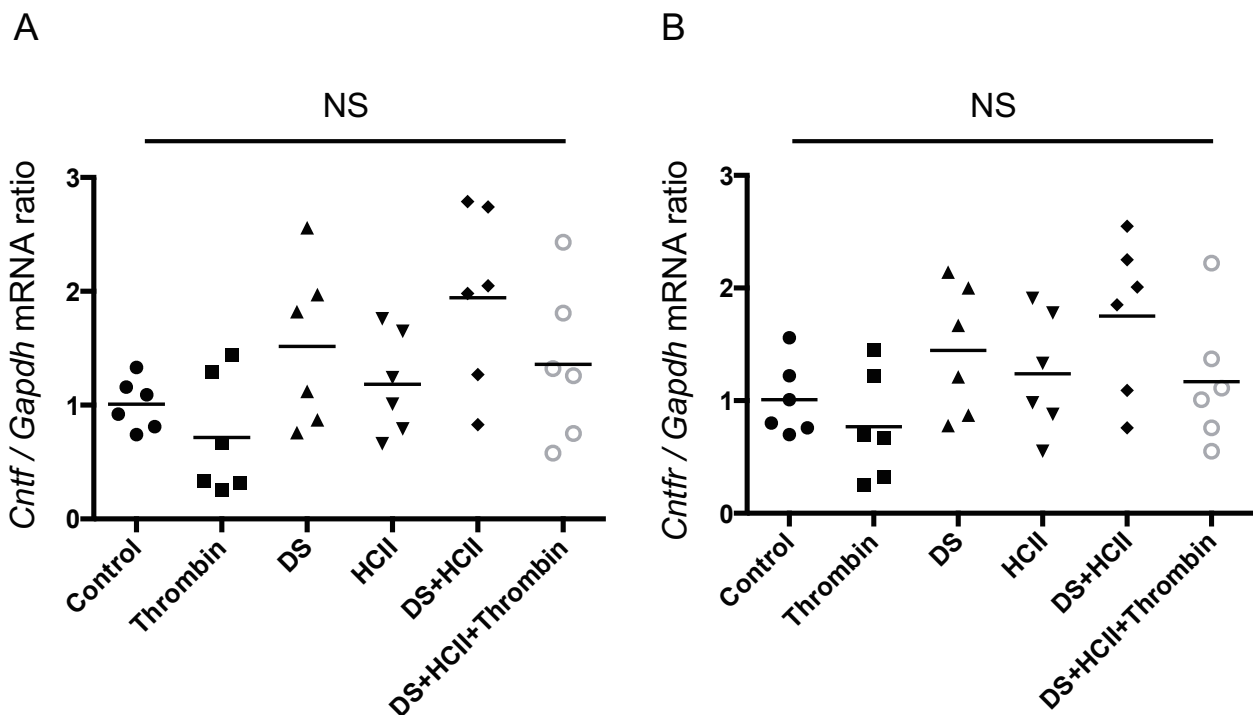 A
NS
Cntf / Gapdh mRNA ratio
3
2
1
0
Control
Thrombin
DS
HCII
DS+HCII
DS+HCII+Thrombin
B
NS
Cntfr / Gapdh mRNA ratio
3
2
1
0
Control
Thrombin
DS
HCII
DS+HCII
DS+HCII+Thrombin